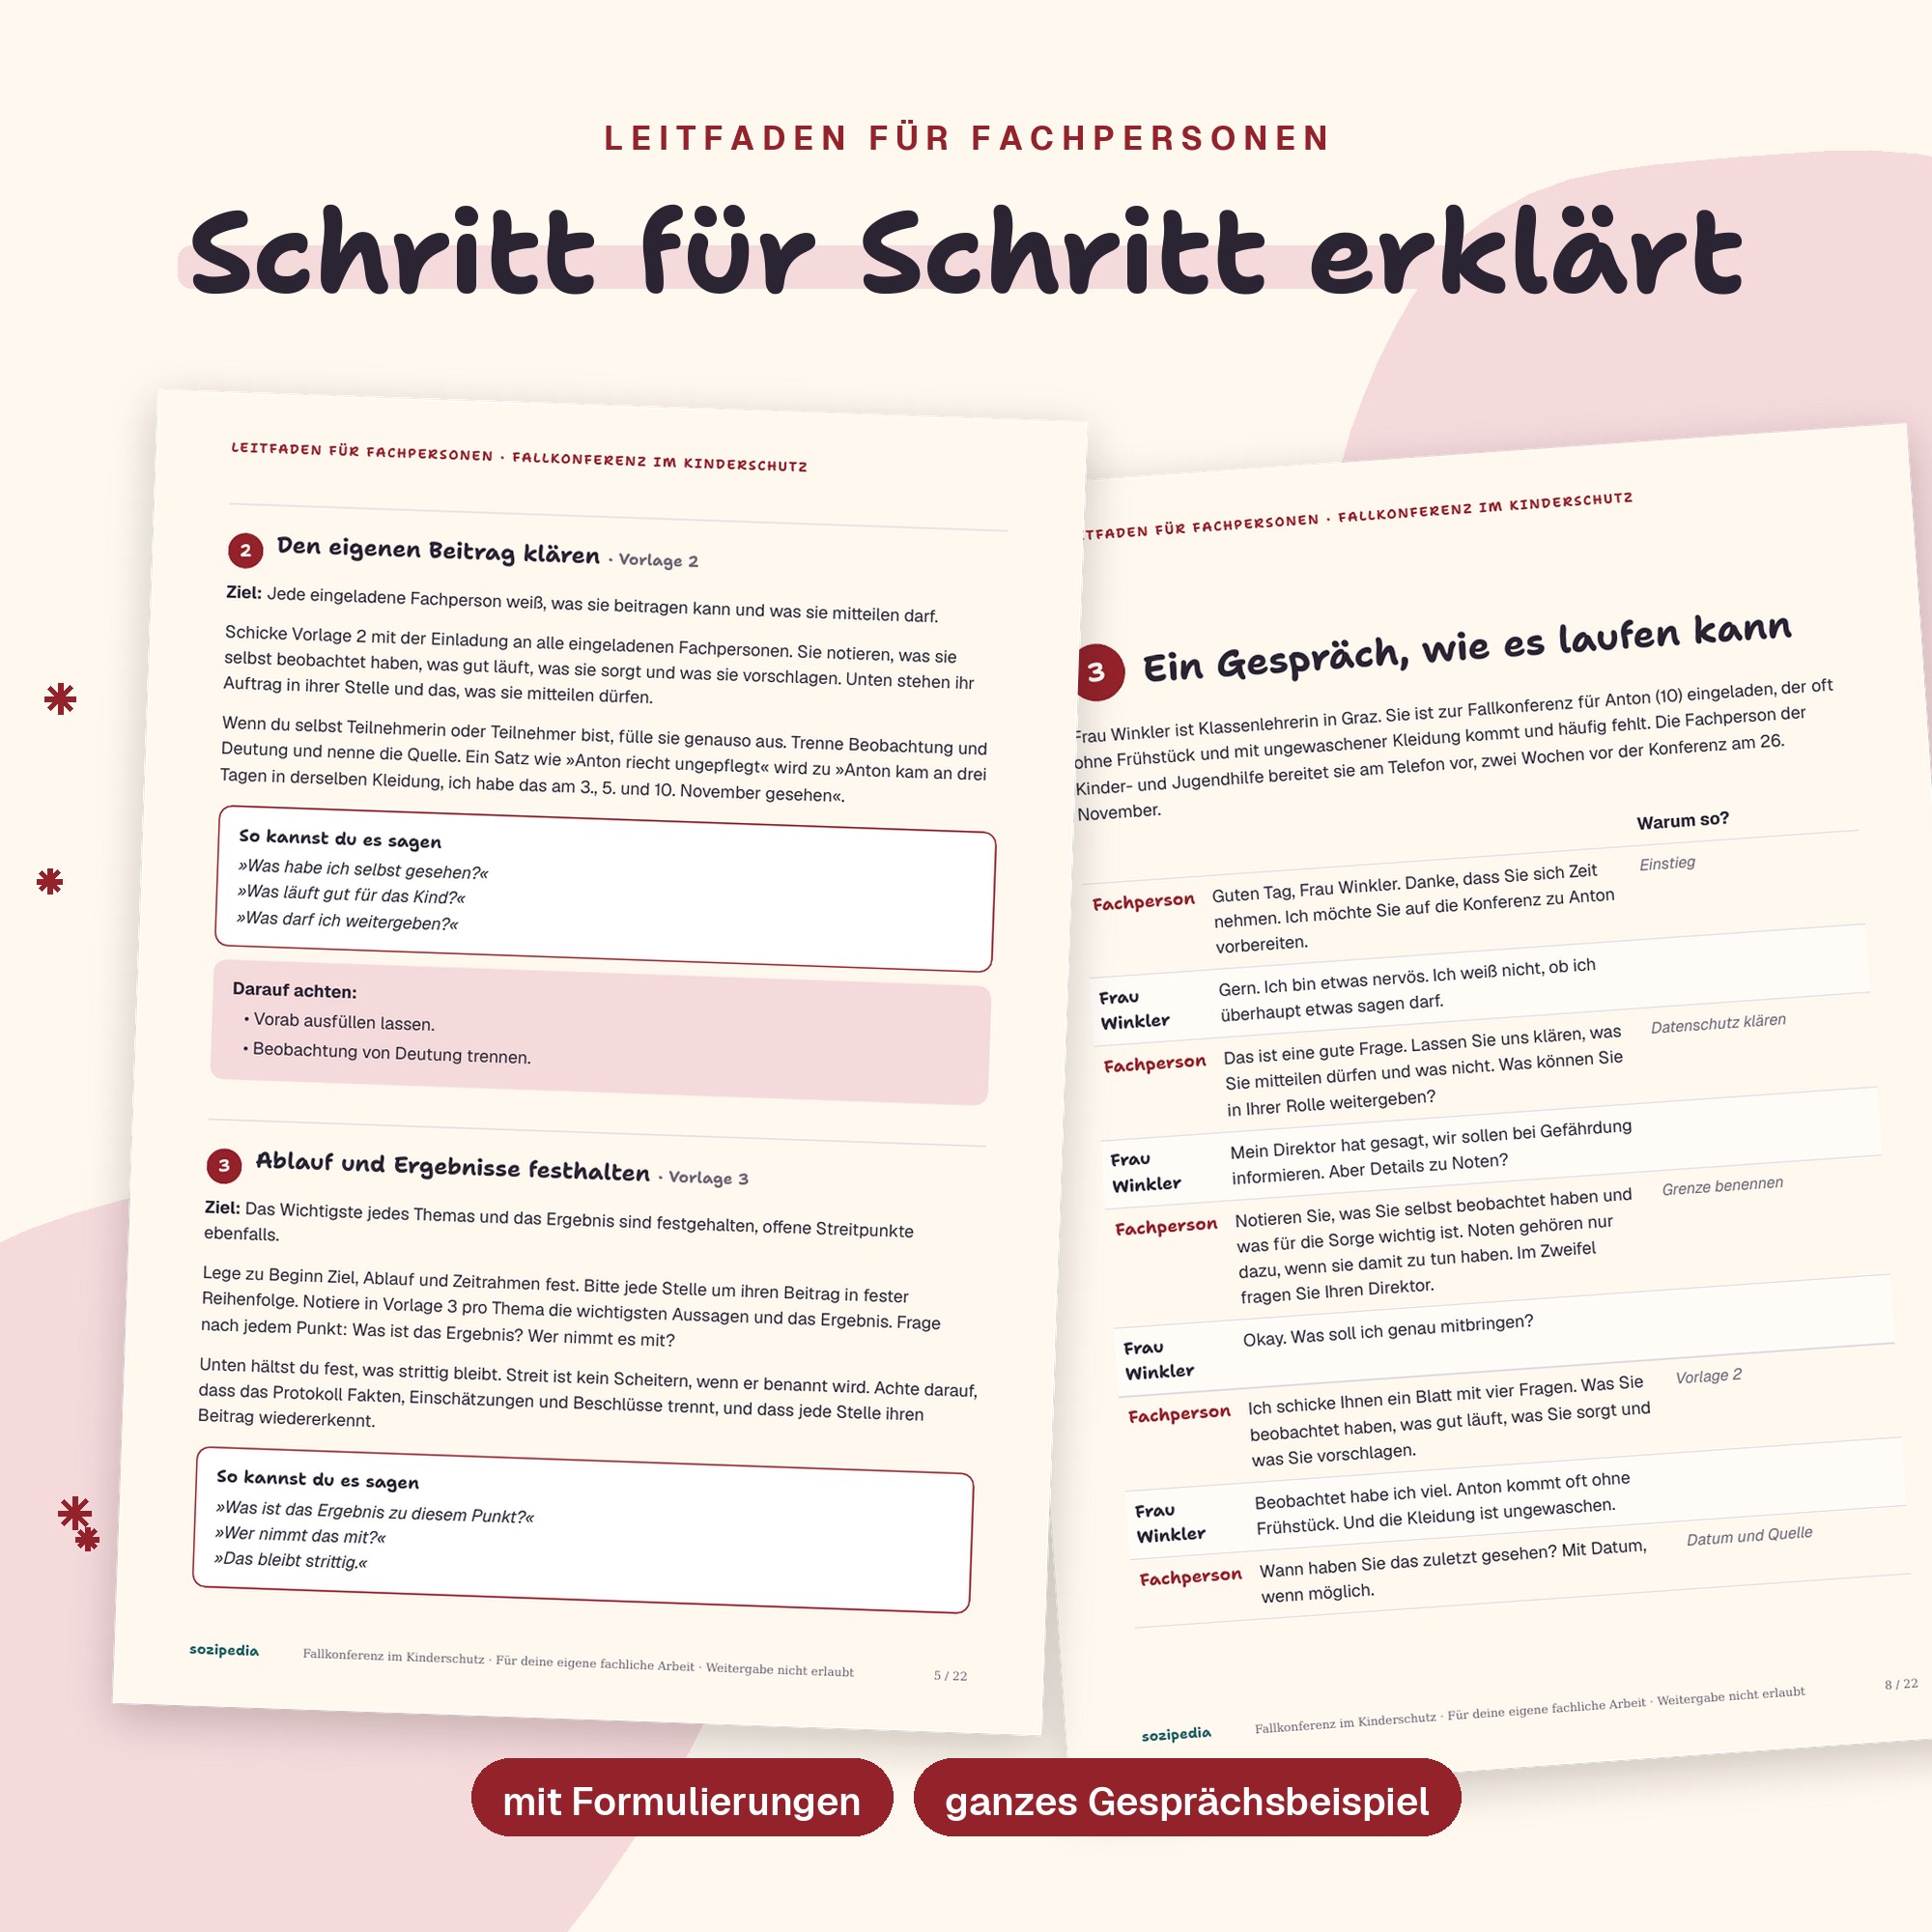 LEITFADEN FÜR FACHPERSONEN
Schritt für Schritt erklärt
LEITFADEN FÜR FACHPERSONEN · FALLKONFERENZ IM KINDERSCHUTZ
2 Den eigenen Beitrag klären · Vorlage 2
Ziel: Jede eingeladene Fachperson weiß, was sie beitragen kann und was sie mitteilen darf.
Schicke Vorlage 2 mit der Einladung an alle eingeladenen Fachpersonen. Sie notieren, was sie
selbst beobachtet haben, was gut läuft, was sie sorgt und was sie vorschlagen. Unten stehen ihr
Auftrag in ihrer Stelle und das, was sie mitteilen dürfen.
Wenn du selbst Teilnehmerin oder Teilnehmer bist, fülle sie genauso aus. Trenne Beobachtung und
Deutung und nenne die Quelle. Ein Satz wie »Anton riecht ungepflegt« wird zu »Anton kam an drei
Tagen in derselben Kleidung, ich habe das am 3., 5. und 10. November gesehen«.
So kannst du es sagen
»Was habe ich selbst gesehen?«
»Was läuft gut für das Kind?«
»Was darf ich weitergeben?«
Darauf achten:
• Vorab ausfüllen lassen.
• Beobachtung von Deutung trennen.
3 Ablauf und Ergebnisse festhalten · Vorlage 3
Ziel: Das Wichtigste jedes Themas und das Ergebnis sind festgehalten, offene Streitpunkte
ebenfalls.
Lege zu Beginn Ziel, Ablauf und Zeitrahmen fest. Bitte jede Stelle um ihren Beitrag in fester
Reihenfolge. Notiere in Vorlage 3 pro Thema die wichtigsten Aussagen und das Ergebnis. Frage
nach jedem Punkt: Was ist das Ergebnis? Wer nimmt es mit?
Unten hältst du fest, was strittig bleibt. Streit ist kein Scheitern, wenn er benannt wird. Achte darauf,
dass das Protokoll Fakten, Einschätzungen und Beschlüsse trennt, und dass jede Stelle ihren
Beitrag wiedererkennt.
So kannst du es sagen
»Was ist das Ergebnis zu diesem Punkt?«
»Wer nimmt das mit?«
»Das bleibt strittig.«
sozipedia Fallkonferenz im Kinderschutz · Für deine eigene fachliche Arbeit · Weitergabe nicht erlaubt 5 / 22
TFADEN FÜR FACHPERSONEN · FALLKONFERENZ IM KINDERSCHUTZ
3 Ein Gespräch, wie es laufen kann
Frau Winkler ist Klassenlehrerin in Graz. Sie ist zur Fallkonferenz für Anton (10) eingeladen, der oft
ohne Frühstück und mit ungewaschener Kleidung kommt und häufig fehlt. Die Fachperson der
Kinder- und Jugendhilfe bereitet sie am Telefon vor, zwei Wochen vor der Konferenz am 26.
November.
Warum so?
Fachperson Guten Tag, Frau Winkler. Danke, dass Sie sich Zeit Einstieg
nehmen. Ich möchte Sie auf die Konferenz zu Anton
vorbereiten.
Frau Gern. Ich bin etwas nervös. Ich weiß nicht, ob ich
Winkler überhaupt etwas sagen darf.
Fachperson Das ist eine gute Frage. Lassen Sie uns klären, was Datenschutz klären
Sie mitteilen dürfen und was nicht. Was können Sie
in Ihrer Rolle weitergeben?
Frau Mein Direktor hat gesagt, wir sollen bei Gefährdung
Winkler informieren. Aber Details zu Noten?
Fachperson Notieren Sie, was Sie selbst beobachtet haben und Grenze benennen
was für die Sorge wichtig ist. Noten gehören nur
dazu, wenn sie damit zu tun haben. Im Zweifel
fragen Sie Ihren Direktor.
Frau Okay. Was soll ich genau mitbringen?
Winkler
Fachperson Ich schicke Ihnen ein Blatt mit vier Fragen. Was Sie Vorlage 2
beobachtet haben, was gut läuft, was Sie sorgt und
was Sie vorschlagen.
Frau Beobachtet habe ich viel. Anton kommt oft ohne
Winkler Frühstück. Und die Kleidung ist ungewaschen.
Fachperson Wann haben Sie das zuletzt gesehen? Mit Datum, Datum und Quelle
wenn möglich.
sozipedia Fallkonferenz im Kinderschutz · Für deine eigene fachliche Arbeit · Weitergabe nicht erlaubt 8 / 22
mit Formulierungen
ganzes Gesprächsbeispiel